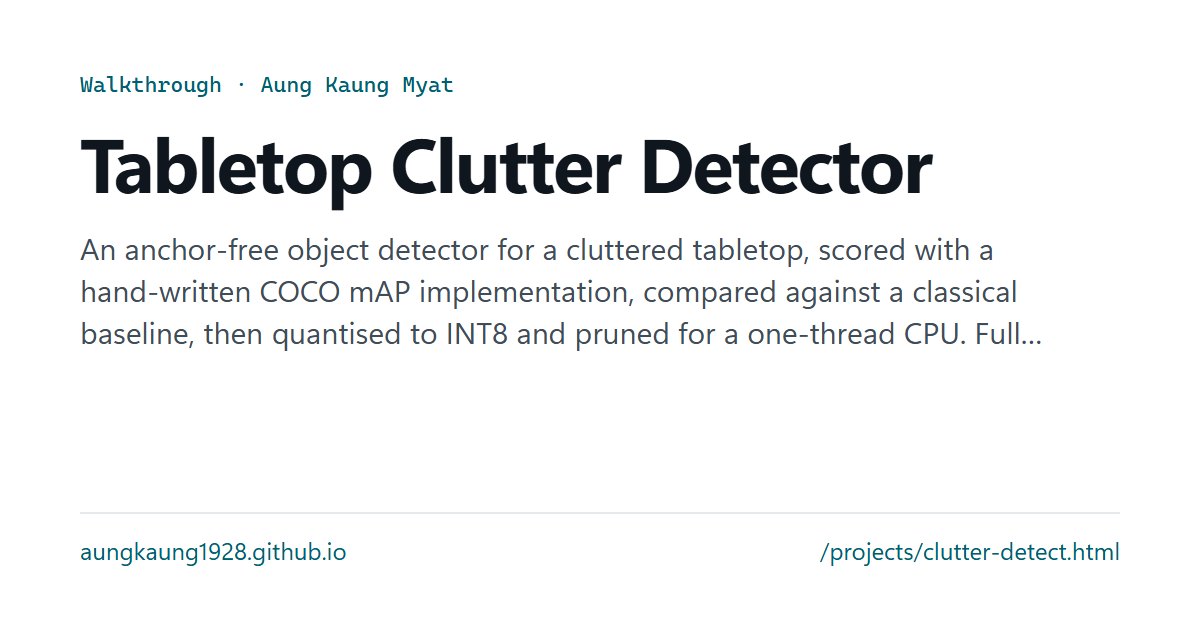 Walkthrough · Aung Kaung Myat
Tabletop Clutter Detector
An anchor-free object detector for a cluttered tabletop, scored with a
hand-written COCO mAP implementation, compared against a classical
baseline, then quantised to INT8 and pruned for a one-thread CPU. Full…
aungkaung1928.github.io
/projects/clutter-detect.html